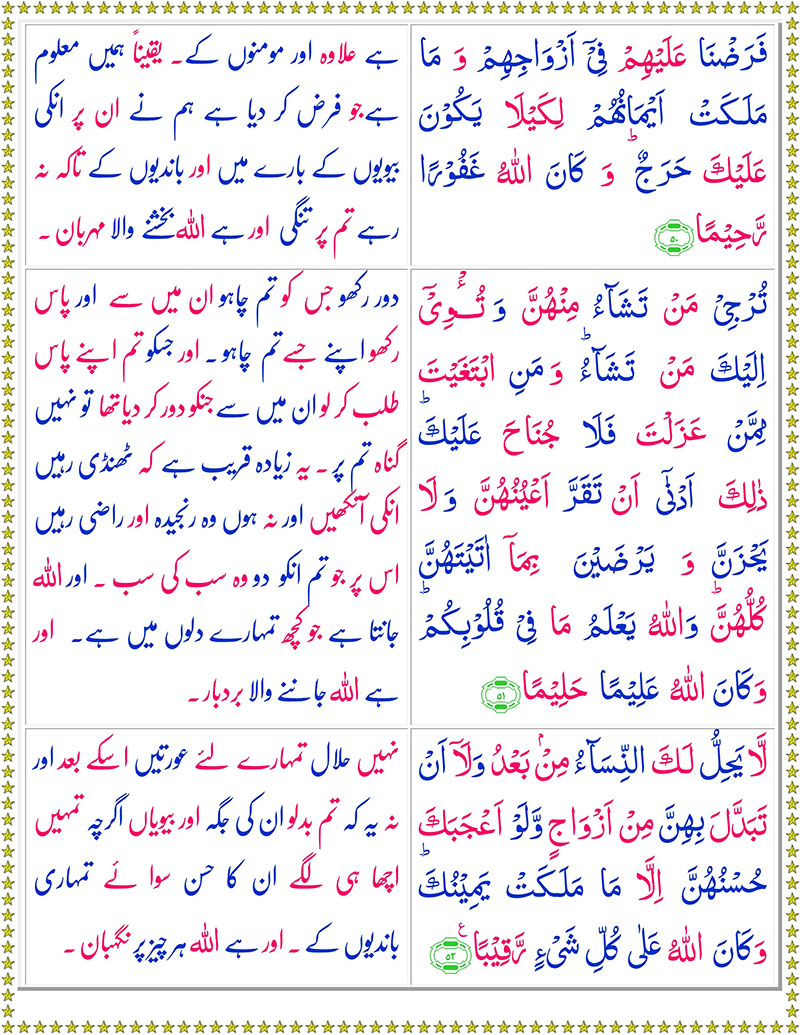 فَرَضْنَا عَلَيْهِمْ فِىْٓ اَزْوَاجِهِمْ وَ مَا
مَلَكَتْ اَيْمَانُهُمْ لِكَيْلَا يَكُوْنَ
عَلَيْكَ حَرَجٌ ؕ وَ كَانَ اللّٰهُ غَفُوْرًا
رَّحِيْمًا ۵۰
ہے علاوہ اور مومنوں کے۔ یقیناً ہمیں معلوم
ہے جو فرض کر دیا ہے ہم نے ان پر انکی
بیویوں کے بارے میں اور باندیوں کے تاکہ نہ
رہے تم پر تنگی اور ہے اللہ بخشنے والا مہربان۔
تُرْجِىْ مَنْ تَشَآءُ مِنْهُنَّ وَ تُــْٔوِىْٓ
اِلَيْكَ مَنْ تَشَآءُ ؕ وَ مَنِ ابْتَغَيْتَ
مِمَّنْ عَزَلْتَ فَلَا جُنَاحَ عَلَيْكَ ؕ
ذٰلِكَ اَدْنٰٓى اَنْ تَقَرَّ اَعْيُنُهُنَّ وَ لَا
يَحْزَنَّ وَ يَرْضَيْنَ بِمَآ اٰتَيْتَهُنَّ
كُلُّهُنَّ ؕ وَاللّٰهُ يَعْلَمُ مَا فِىْ قُلُوْبِكُمْ ؕ
وَكَانَ اللّٰهُ عَلِيْمًا حَلِيْمًا ۵۱
دور رکھو جس کو تم چاہو ان میں سے اور پاس
رکھو اپنے جسے تم چاہو۔ اور جسکو تم اپنے پاس
طلب کر لو ان میں سے جنکو دور کر دیا تھا تو نہیں
گناہ تم پر۔ یہ زیادہ قریب ہے کہ ٹھنڈی رہیں
انکی آنکھیں اور نہ ہوں وہ رنجیدہ اور راضی رہیں
اس پر جو تم انکو دو وہ سب کی سب۔ اور اللہ
جانتا ہے جو کچھ تمہارے دلوں میں ہے۔ اور
ہے اللہ جاننے والا بردبار۔
لَا يَحِلُّ لَكَ النِّسَآءُ مِنْۢ بَعْدُ وَلَآ اَنْ
تَبَدَّلَ بِهِنَّ مِنْ اَزْوَاجٍ وَّلَوْ اَعْجَبَكَ
حُسْنُهُنَّ اِلَّا مَا مَلَكَتْ يَمِيْنُكَ ؕ
وَكَانَ اللّٰهُ عَلٰى كُلِّ شَىْءٍ رَّقِيْبًا ۵۲ ع
نہیں حلال تمہارے لئے عورتیں اسکے بعد اور
نہ یہ کہ تم بدلو ان کی جگہ اور بیویاں اگرچہ تمہیں
اچھا ہی لگے ان کا حسن سوائے تمہاری
باندیوں کے۔ اور ہے اللہ ہر چیز پر نگہبان۔